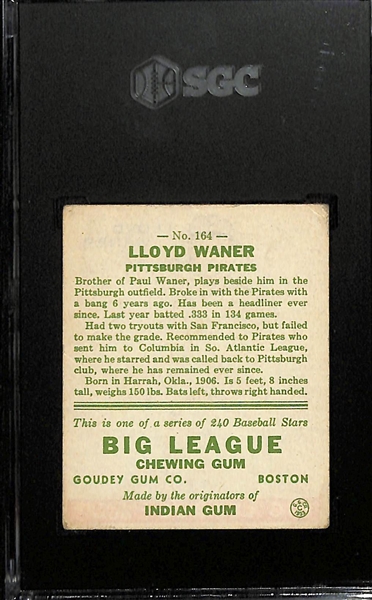 SGC
— No. 164 —
LLOYD WANER
PITTSBURGH PIRATES
Brother of Paul Waner, plays beside him in the
Pittsburgh outfield. Broke in with the Pirates with
a bang 6 years ago. Has been a headliner ever
since. Last year batted .333 in 134 games.
Had two tryouts with San Francisco, but failed
to make the grade. Recommended to Pirates who
sent him to Columbia in So. Atlantic League,
where he starred and was called back to Pittsburgh
club, where he has remained ever since.
Born in Harrah, Okla., 1906. Is 5 feet, 8 inches
tall, weighs 150 lbs. Bats left, throws right handed.
This is one of a series of 240 Baseball Stars
BIG LEAGUE
CHEWING GUM
GOUDEY GUM CO. BOSTON
Made by the originators of
INDIAN GUM